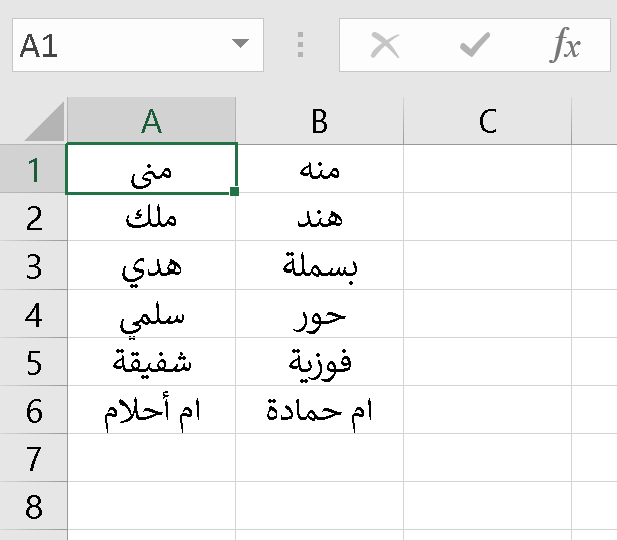 A1 fx
A B C
1 منى منه
2 ملك هند
3 هدي بسملة
4 سلمي حور
5 شفيقة فوزية
6 ام أحلام ام حمادة
7
8